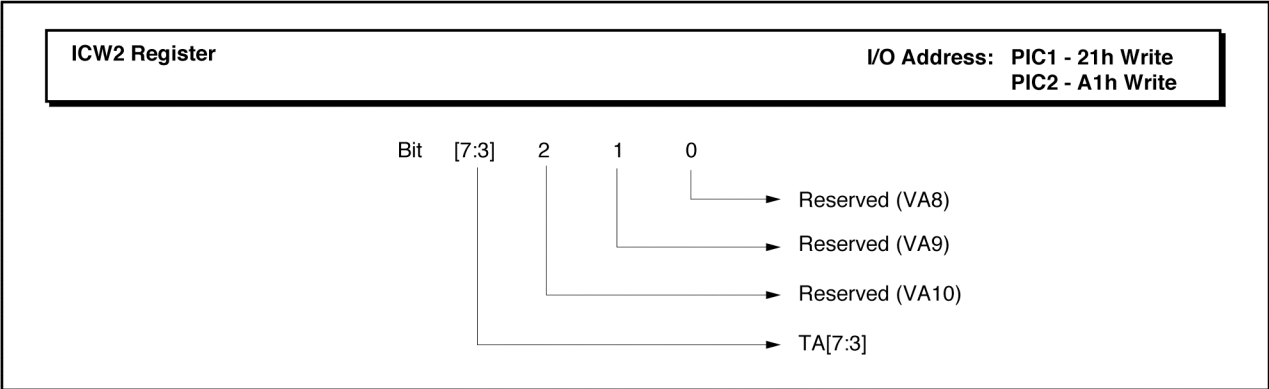 ICW2 Register
I/O Address: PIC1 - 21h Write
PIC2 - A1h Write
Bit [7:3] 2 1 0
Reserved (VA8)
Reserved (VA9)
Reserved (VA10)
TA[7:3]